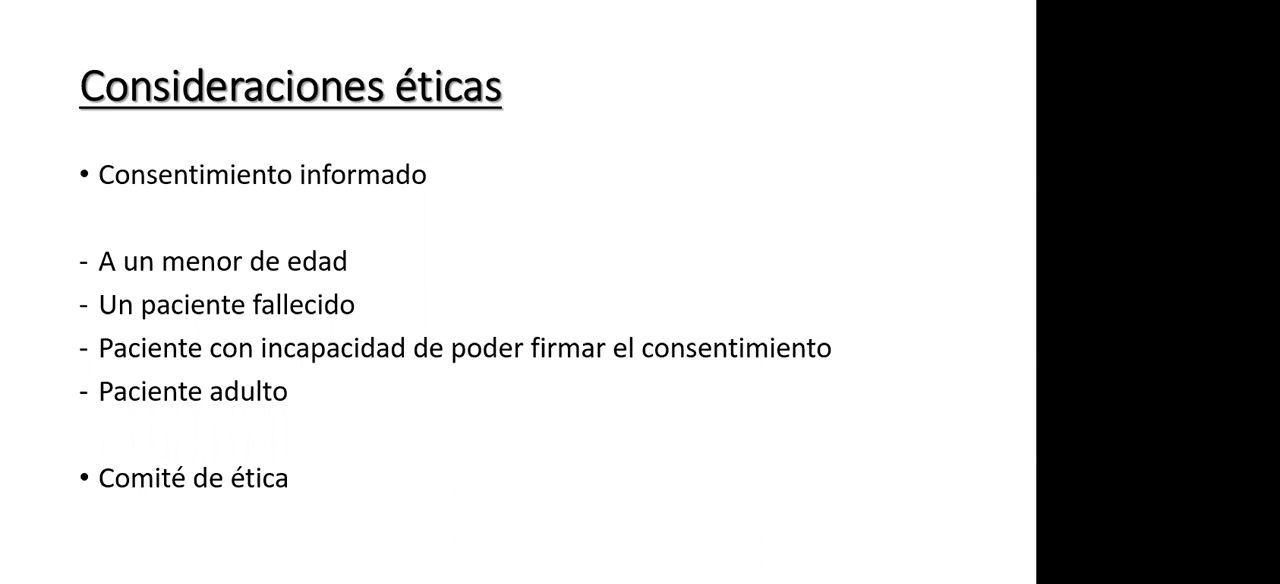 Consideraciones éticas
• Consentimiento informado
- A un menor de edad
- Un paciente fallecido
- Paciente con incapacidad de poder firmar el consentimiento
- Paciente adulto
• Comité de ética